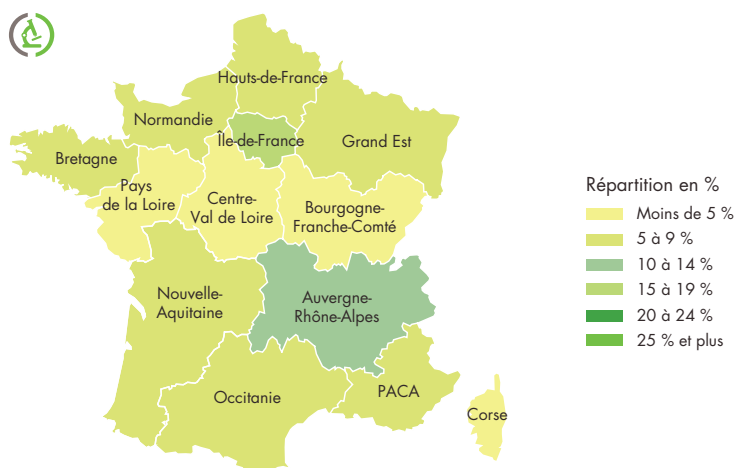 Hauts-de-France
Normandie
Île-de-France
Grand Est
Bretagne
Pays
de la Loire
Centre-
Val de Loire
Bourgogne-
Franche-Comté
Nouvelle-
Aquitaine
Auvergne-
Rhône-Alpes
Occitanie
PACA
Corse
Répartition en %
Moins de 5 %
5 à 9 %
10 à 14 %
15 à 19 %
20 à 24 %
25 % et plus